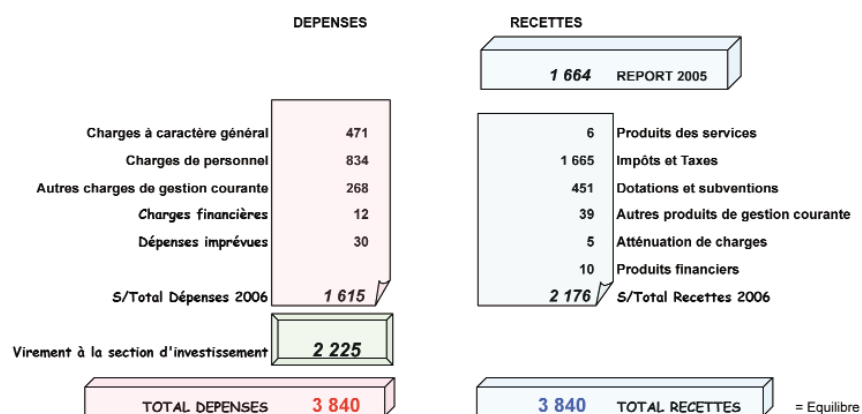 DEPENSES RECETTES
1 664 REPORT 2005
Charges à caractère général 471 6 Produits des services
Charges de personnel 834 1 665 Impôts et Taxes
Autres charges de gestion courante 268 451 Dotations et subventions
Charges financières 12 39 Autres produits de gestion courante
Dépenses imprévues 30 5 Atténuation de charges
10 Produits financiers
S/Total Dépenses 2006 1 615 2 176 S/Total Recettes 2006
Virement à la section d'investissement 2 225
TOTAL DEPENSES 3 840 3 840 TOTAL RECETTES = Equilibre